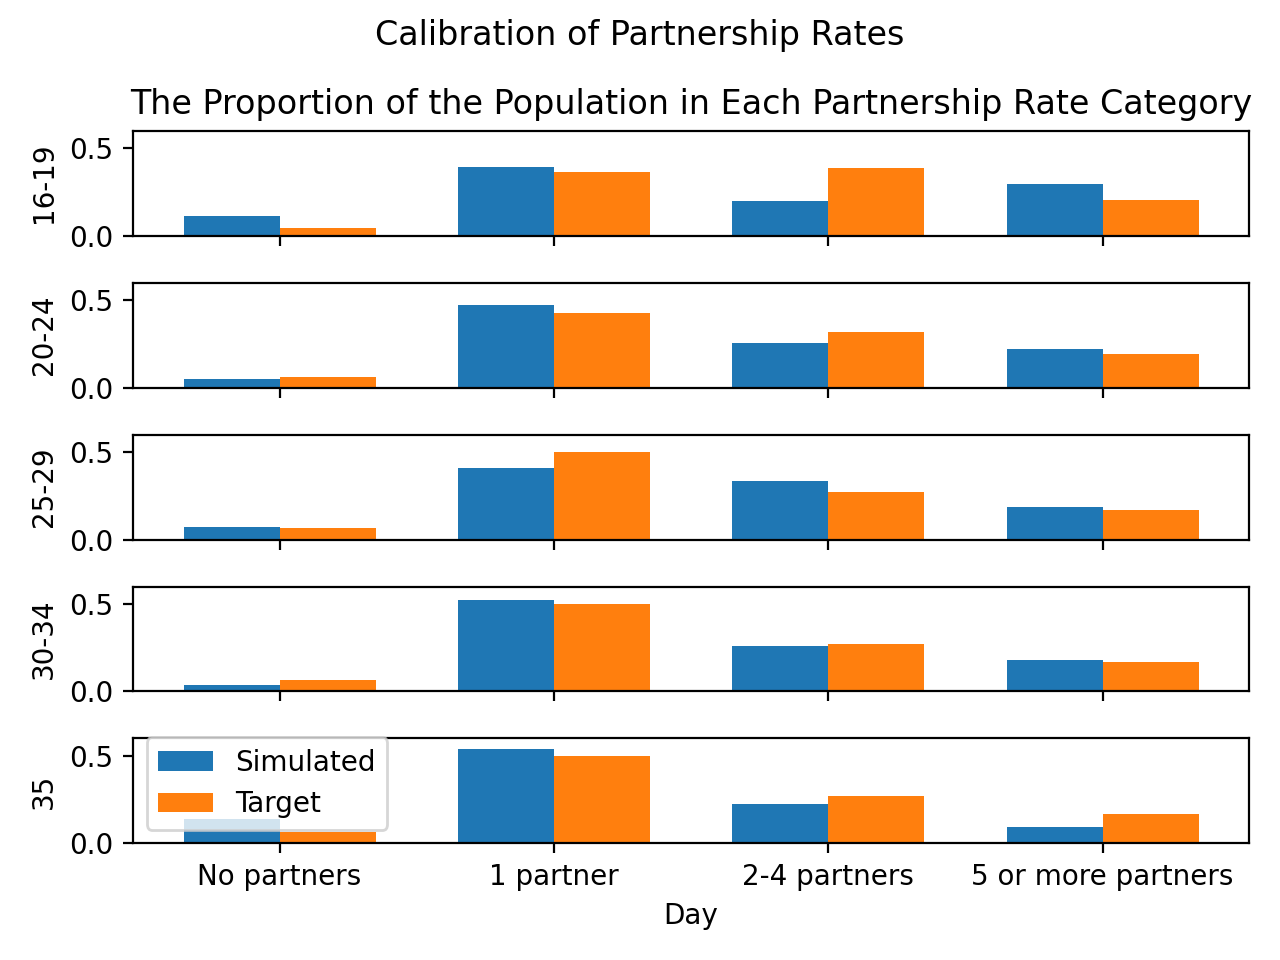 Calibration of Partnership Rates
The Proportion of the Population in Each Partnership Rate Category
0.5
16-19
0.0
0.5
20-24
0.0
0.5
25-29
0.0
0.5
30-34
0.0
0.5
35
0.0
Simulated
Target
No partners
1 partner
2-4 partners
5 or more partners
Day